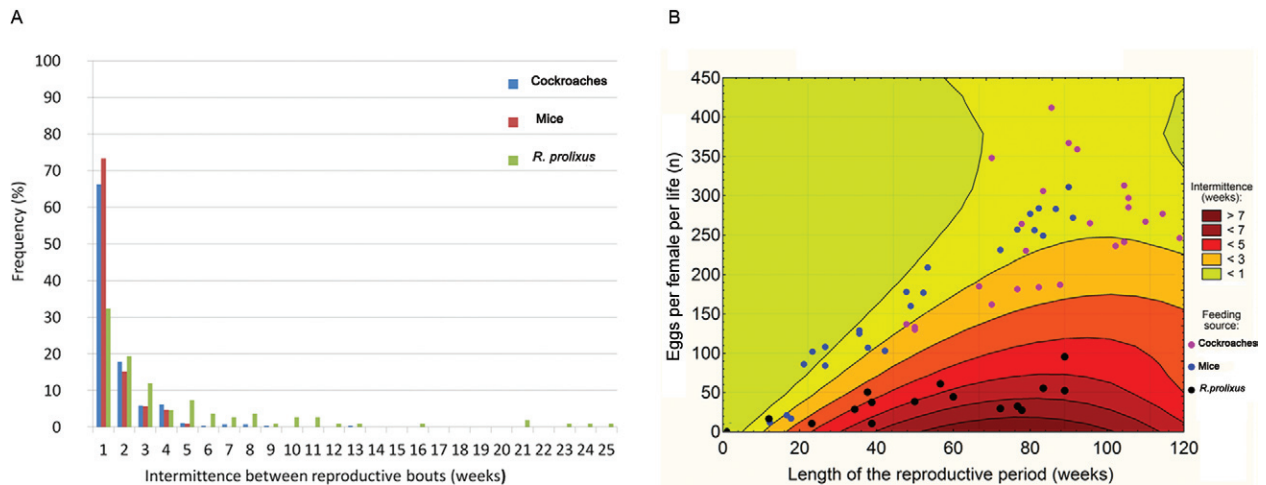 A
100
90
80
70
60
50
40
30
20
10
0
Frequency (%)
Cockroaches
Mice
R. prolixus
1 2 3 4 5 6 7 8 9 10 11 12 13 14 15 16 17 18 19 20 21 22 23 24 25
Intermittence between reproductive bouts (weeks)
B
450
400
350
300
250
200
150
100
50
0
Eggs per female per life (n)
0 20 40 60 80 100 120
Length of the reproductive period (weeks)
Intermittence
(weeks):
> 7
< 7
< 5
< 3
< 1
Feeding
source:
Cockroaches
Mice
R.prolixus